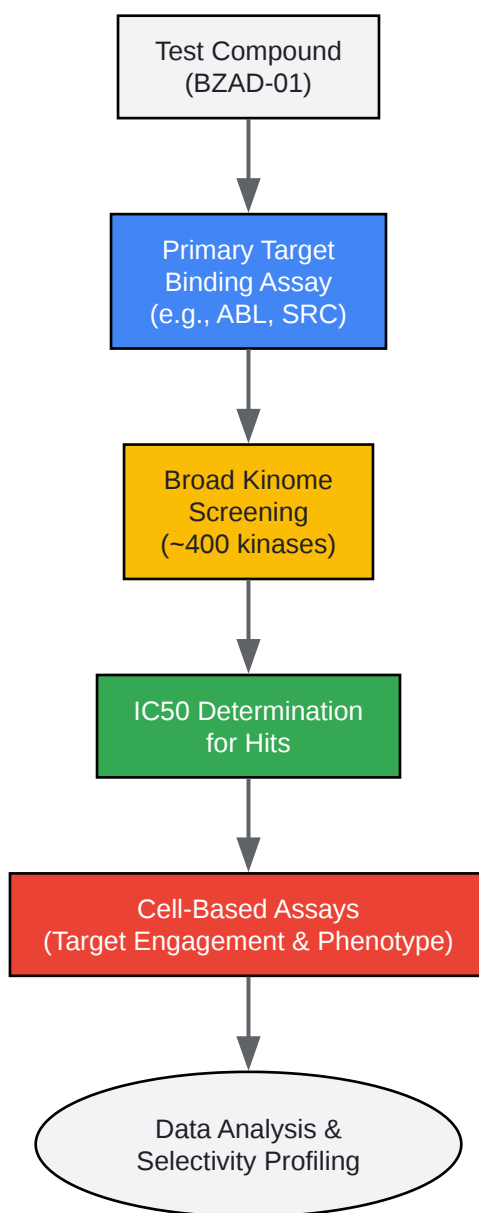 Test Compound
(BZAD-01)
Primary Target
Binding Assay
(e.g., ABL, SRC)
Broad Kinome
Screening
(~400 kinases)
IC50 Determination
for Hits
Cell-Based Assays
(Target Engagement & Phenotype)
Data Analysis &
Selectivity Profiling